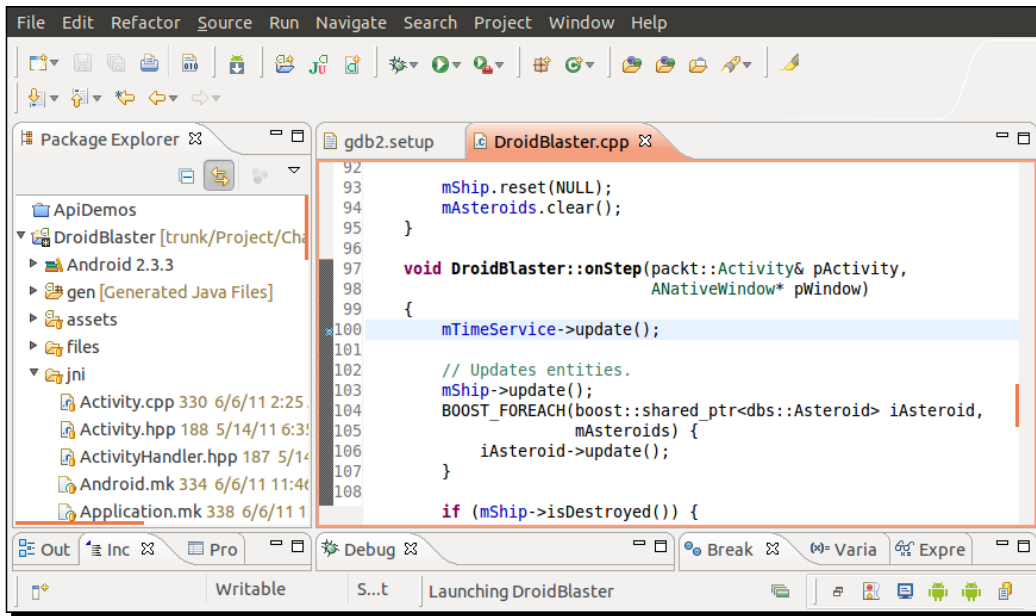 File Edit Refactor Source Run Navigate Search Project Window Help
Package Explorer
gdb2.setup
DroidBlaster.cpp
ApiDemos
DroidBlaster [trunk/Project/Cha
Android 2.3.3
gen [Generated Java Files]
assets
files
jni
Activity.cpp 330 6/6/11 2:25
Activity.hpp 188 5/14/11 6:35
ActivityHandler.hpp 187 5/14
Android.mk 334 6/6/11 11:46
Application.mk 338 6/6/11 1
92
93 mShip.reset(NULL);
94 mAsteroids.clear();
95 }
96
97 void DroidBlaster::onStep(packt::Activity& pActivity,
98 ANativeWindow* pWindow)
99 {
100 mTimeService->update();
101
102 // Updates entities.
103 mShip->update();
104 BOOST_FOREACH(boost::shared_ptr<dbs::Asteroid> iAsteroid,
105 mAsteroids) {
106 iAsteroid->update();
107 }
108
if (mShip->isDestroyed()) {
Out Inc Pro Debug Break Varia Expre
Writable S...t Launching DroidBlaster